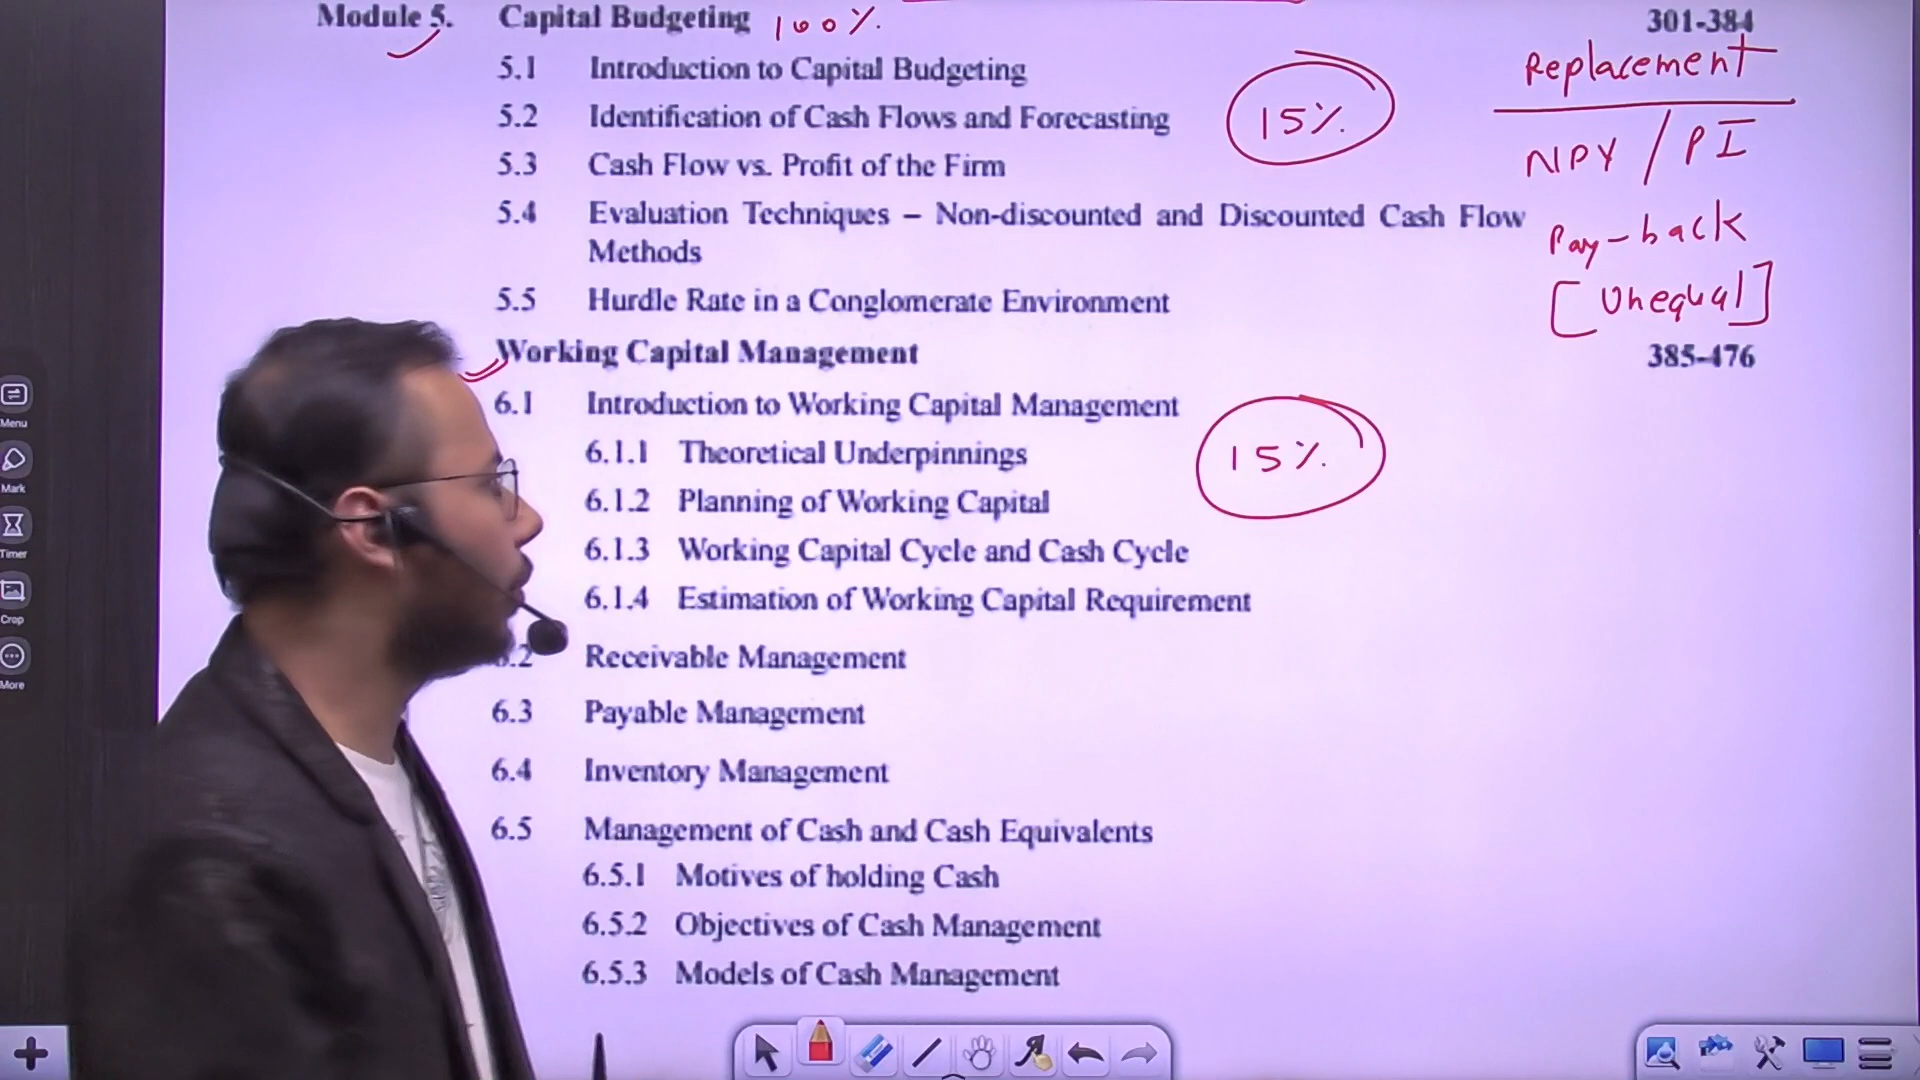 Module 5. Capital Budgeting 100% 301-384
5.1 Introduction to Capital Budgeting
Replacement
5.2 Identification of Cash Flows and Forecasting
15%
NPV / PI
5.3 Cash Flow vs. Profit of the Firm
5.4 Evaluation Techniques – Non-discounted and Discounted Cash Flow
Methods
Pay-back
[Unequal]
5.5 Hurdle Rate in a Conglomerate Environment
Working Capital Management 385-476
6.1 Introduction to Working Capital Management
6.1.1 Theoretical Underpinnings
15%
6.1.2 Planning of Working Capital
6.1.3 Working Capital Cycle and Cash Cycle
6.1.4 Estimation of Working Capital Requirement
Receivable Management
6.3 Payable Management
6.4 Inventory Management
6.5 Management of Cash and Cash Equivalents
6.5.1 Motives of holding Cash
6.5.2 Objectives of Cash Management
6.5.3 Models of Cash Management
Menu
Mark
Timer
Crop
More